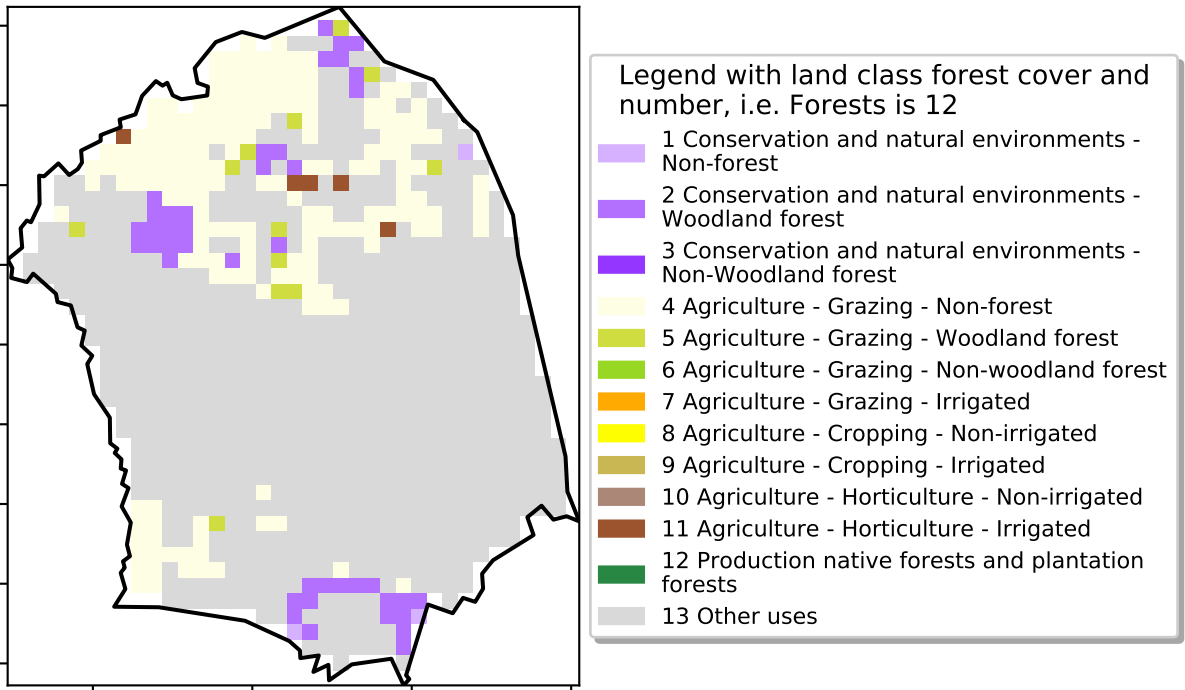 Legend with land class forest cover and
number, i.e. Forests is 12
1 Conservation and natural environments -
Non-forest
2 Conservation and natural environments -
Woodland forest
3 Conservation and natural environments -
Non-Woodland forest
4 Agriculture - Grazing - Non-forest
5 Agriculture - Grazing - Woodland forest
6 Agriculture - Grazing - Non-woodland forest
7 Agriculture - Grazing - Irrigated
8 Agriculture - Cropping - Non-irrigated
9 Agriculture - Cropping - Irrigated
10 Agriculture - Horticulture - Non-irrigated
11 Agriculture - Horticulture - Irrigated
12 Production native forests and plantation
forests
13 Other uses